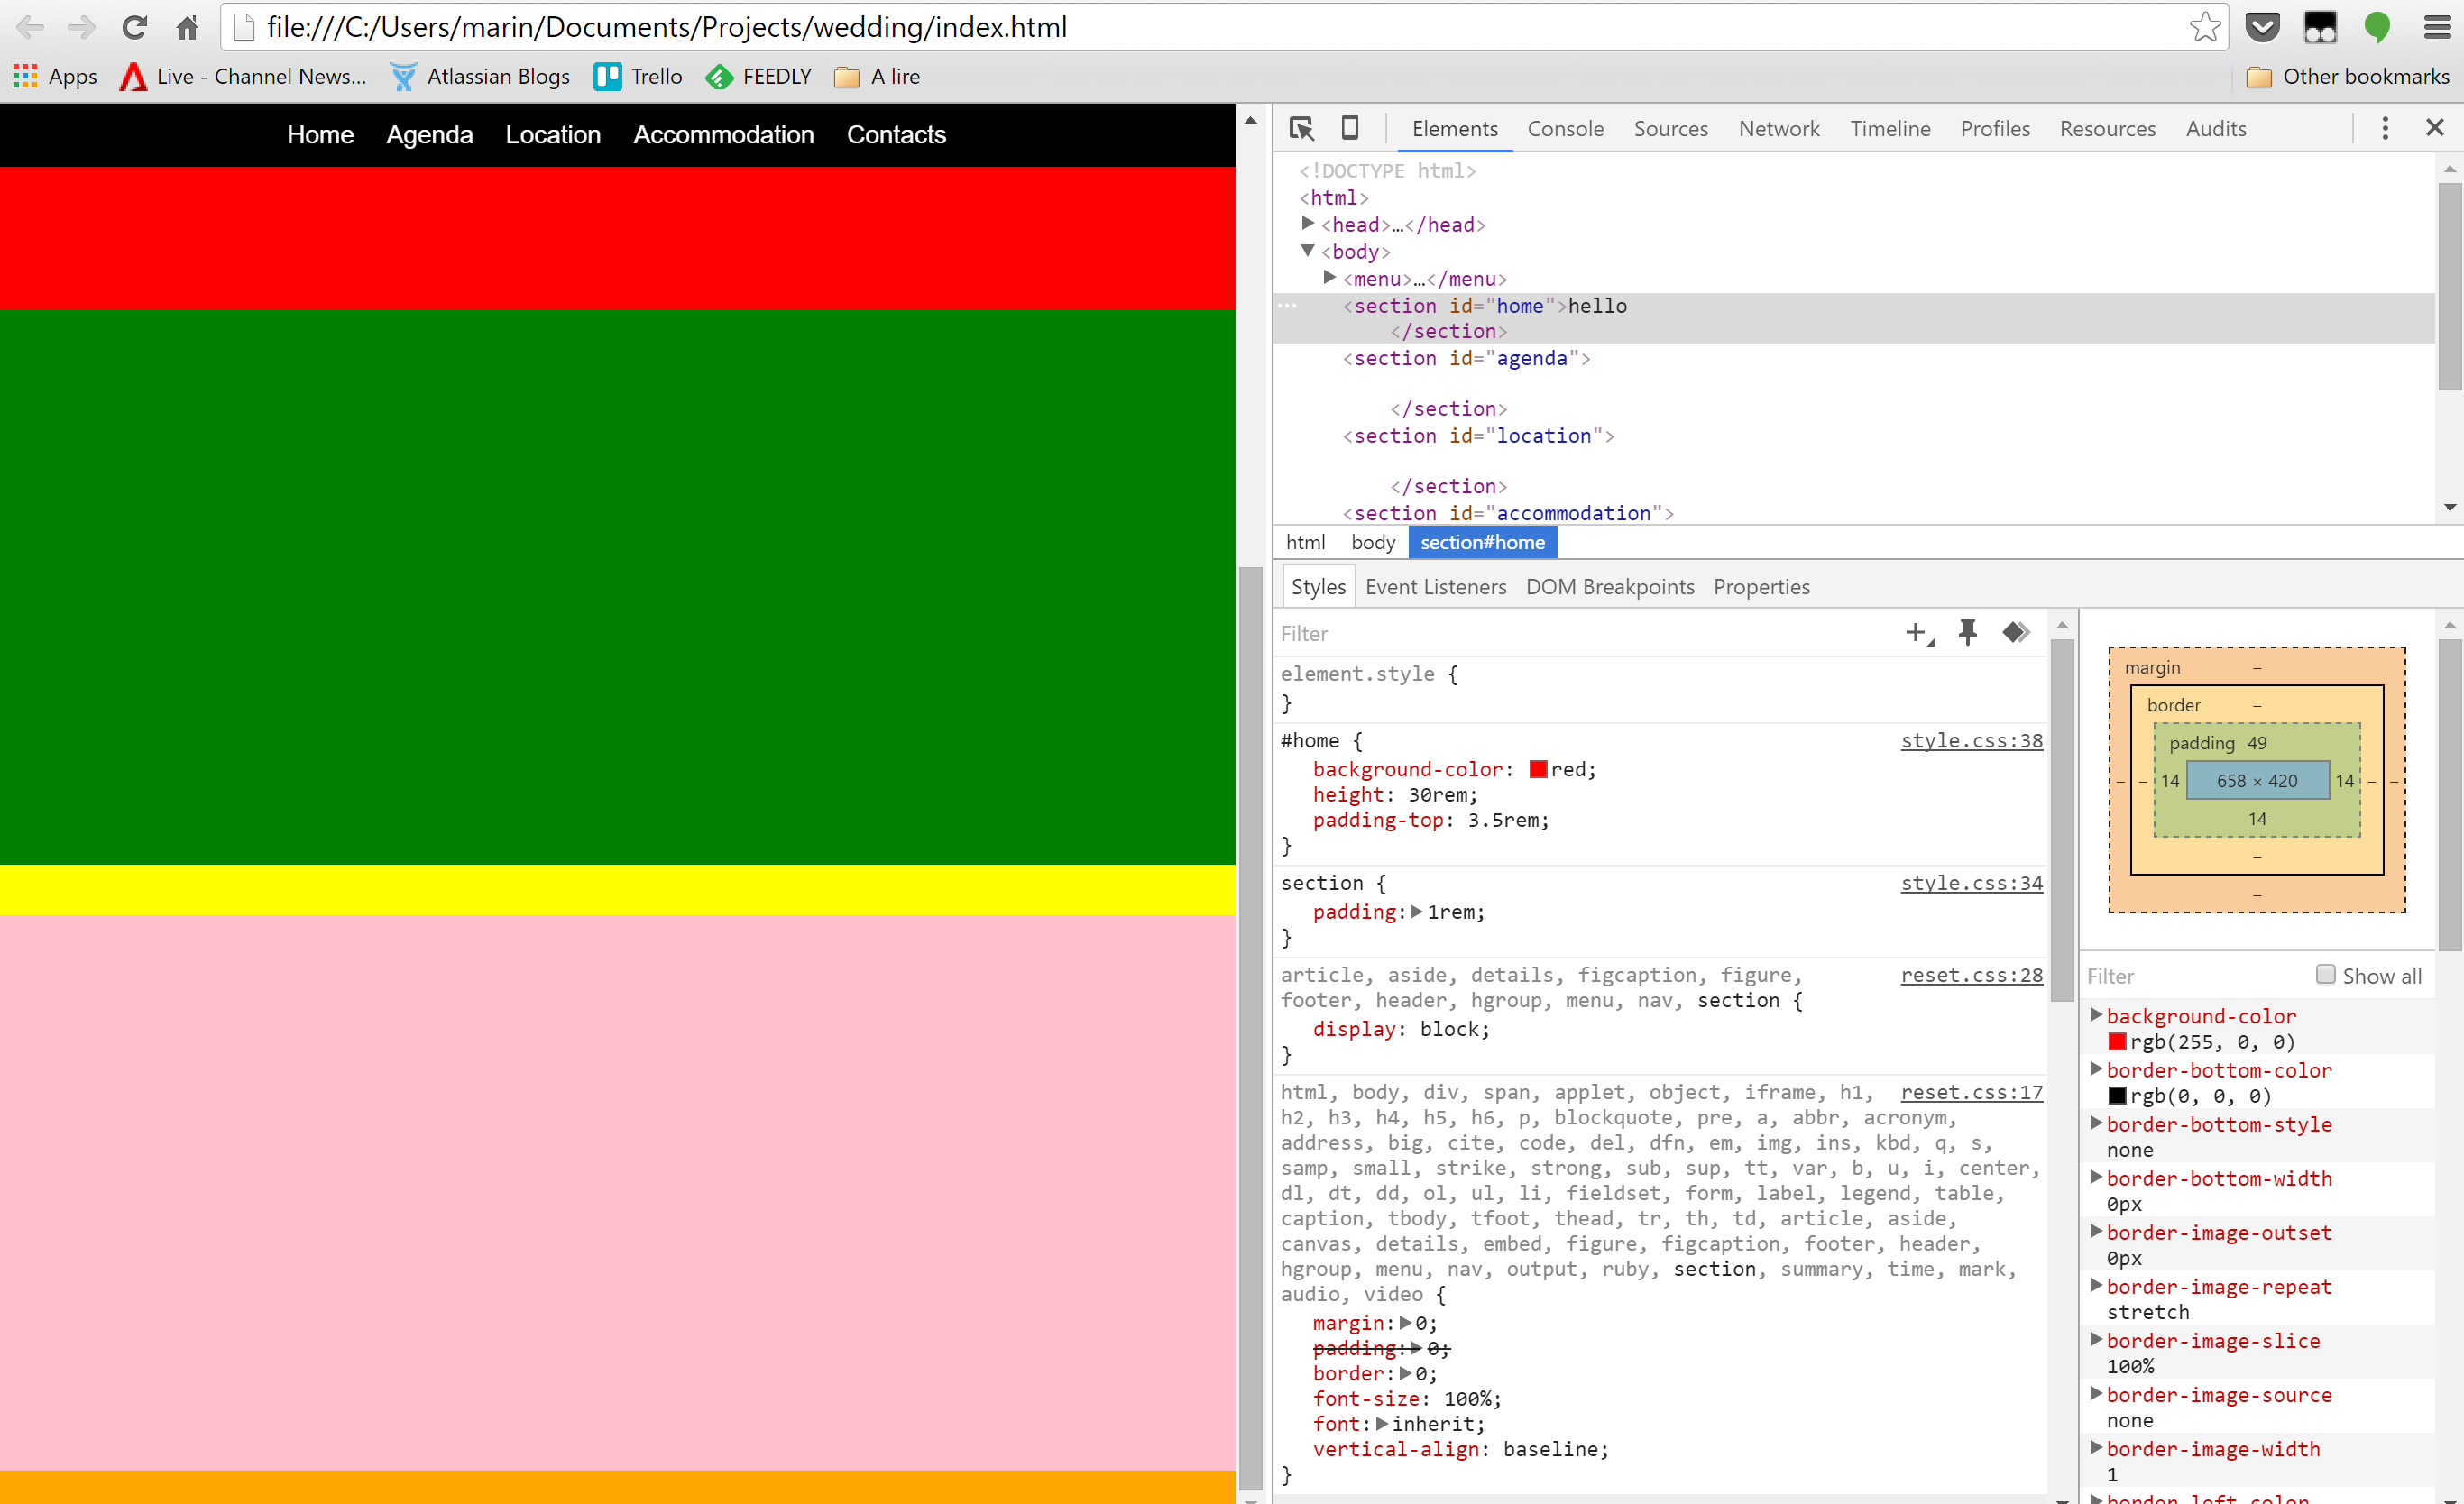 file:///C:/Users/marin/Documents/Projects/wedding/index.html
Apps Live - Channel News... Atlassian Blogs Trello FEEDLY A lire Other bookmarks
Home Agenda Location Accommodation Contacts
Elements Console Sources Network Timeline Profiles Resources Audits
<!DOCTYPE html>
<html>
<head>…</head>
<body>
<menu>…</menu>
<section id="home">hello
</section>
<section id="agenda">
</section>
<section id="location">
</section>
<section id="accommodation">
html body section#home
Styles Event Listeners DOM Breakpoints Properties
Filter
element.style {
}
#home { style.css:38
background-color: red;
height: 30rem;
padding-top: 3.5rem;
}
section { style.css:34
padding: 1rem;
}
article, aside, details, figcaption, figure, reset.css:28
footer, header, hgroup, menu, nav, section {
display: block;
}
html, body, div, span, applet, object, iframe, h1, reset.css:17
h2, h3, h4, h5, h6, p, blockquote, pre, a, abbr, acronym,
address, big, cite, code, del, dfn, em, img, ins, kbd, q, s,
samp, small, strike, strong, sub, sup, tt, var, b, u, i, center,
dl, dt, dd, ol, ul, li, fieldset, form, label, legend, table,
caption, tbody, tfoot, thead, tr, th, td, article, aside,
canvas, details, embed, figure, figcaption, footer, header,
hgroup, menu, nav, output, ruby, section, summary, time, mark,
audio, video {
margin: 0;
padding: 0;
border: 0;
font-size: 100%;
font: inherit;
vertical-align: baseline;
}
margin –
border –
padding 49
– – 14 658 × 420 14 – –
14
–
–
Filter Show all
background-color
rgb(255, 0, 0)
border-bottom-color
rgb(0, 0, 0)
border-bottom-style
none
border-bottom-width
0px
border-image-outset
0px
border-image-repeat
stretch
border-image-slice
100%
border-image-source
none
border-image-width
1
border-left-color